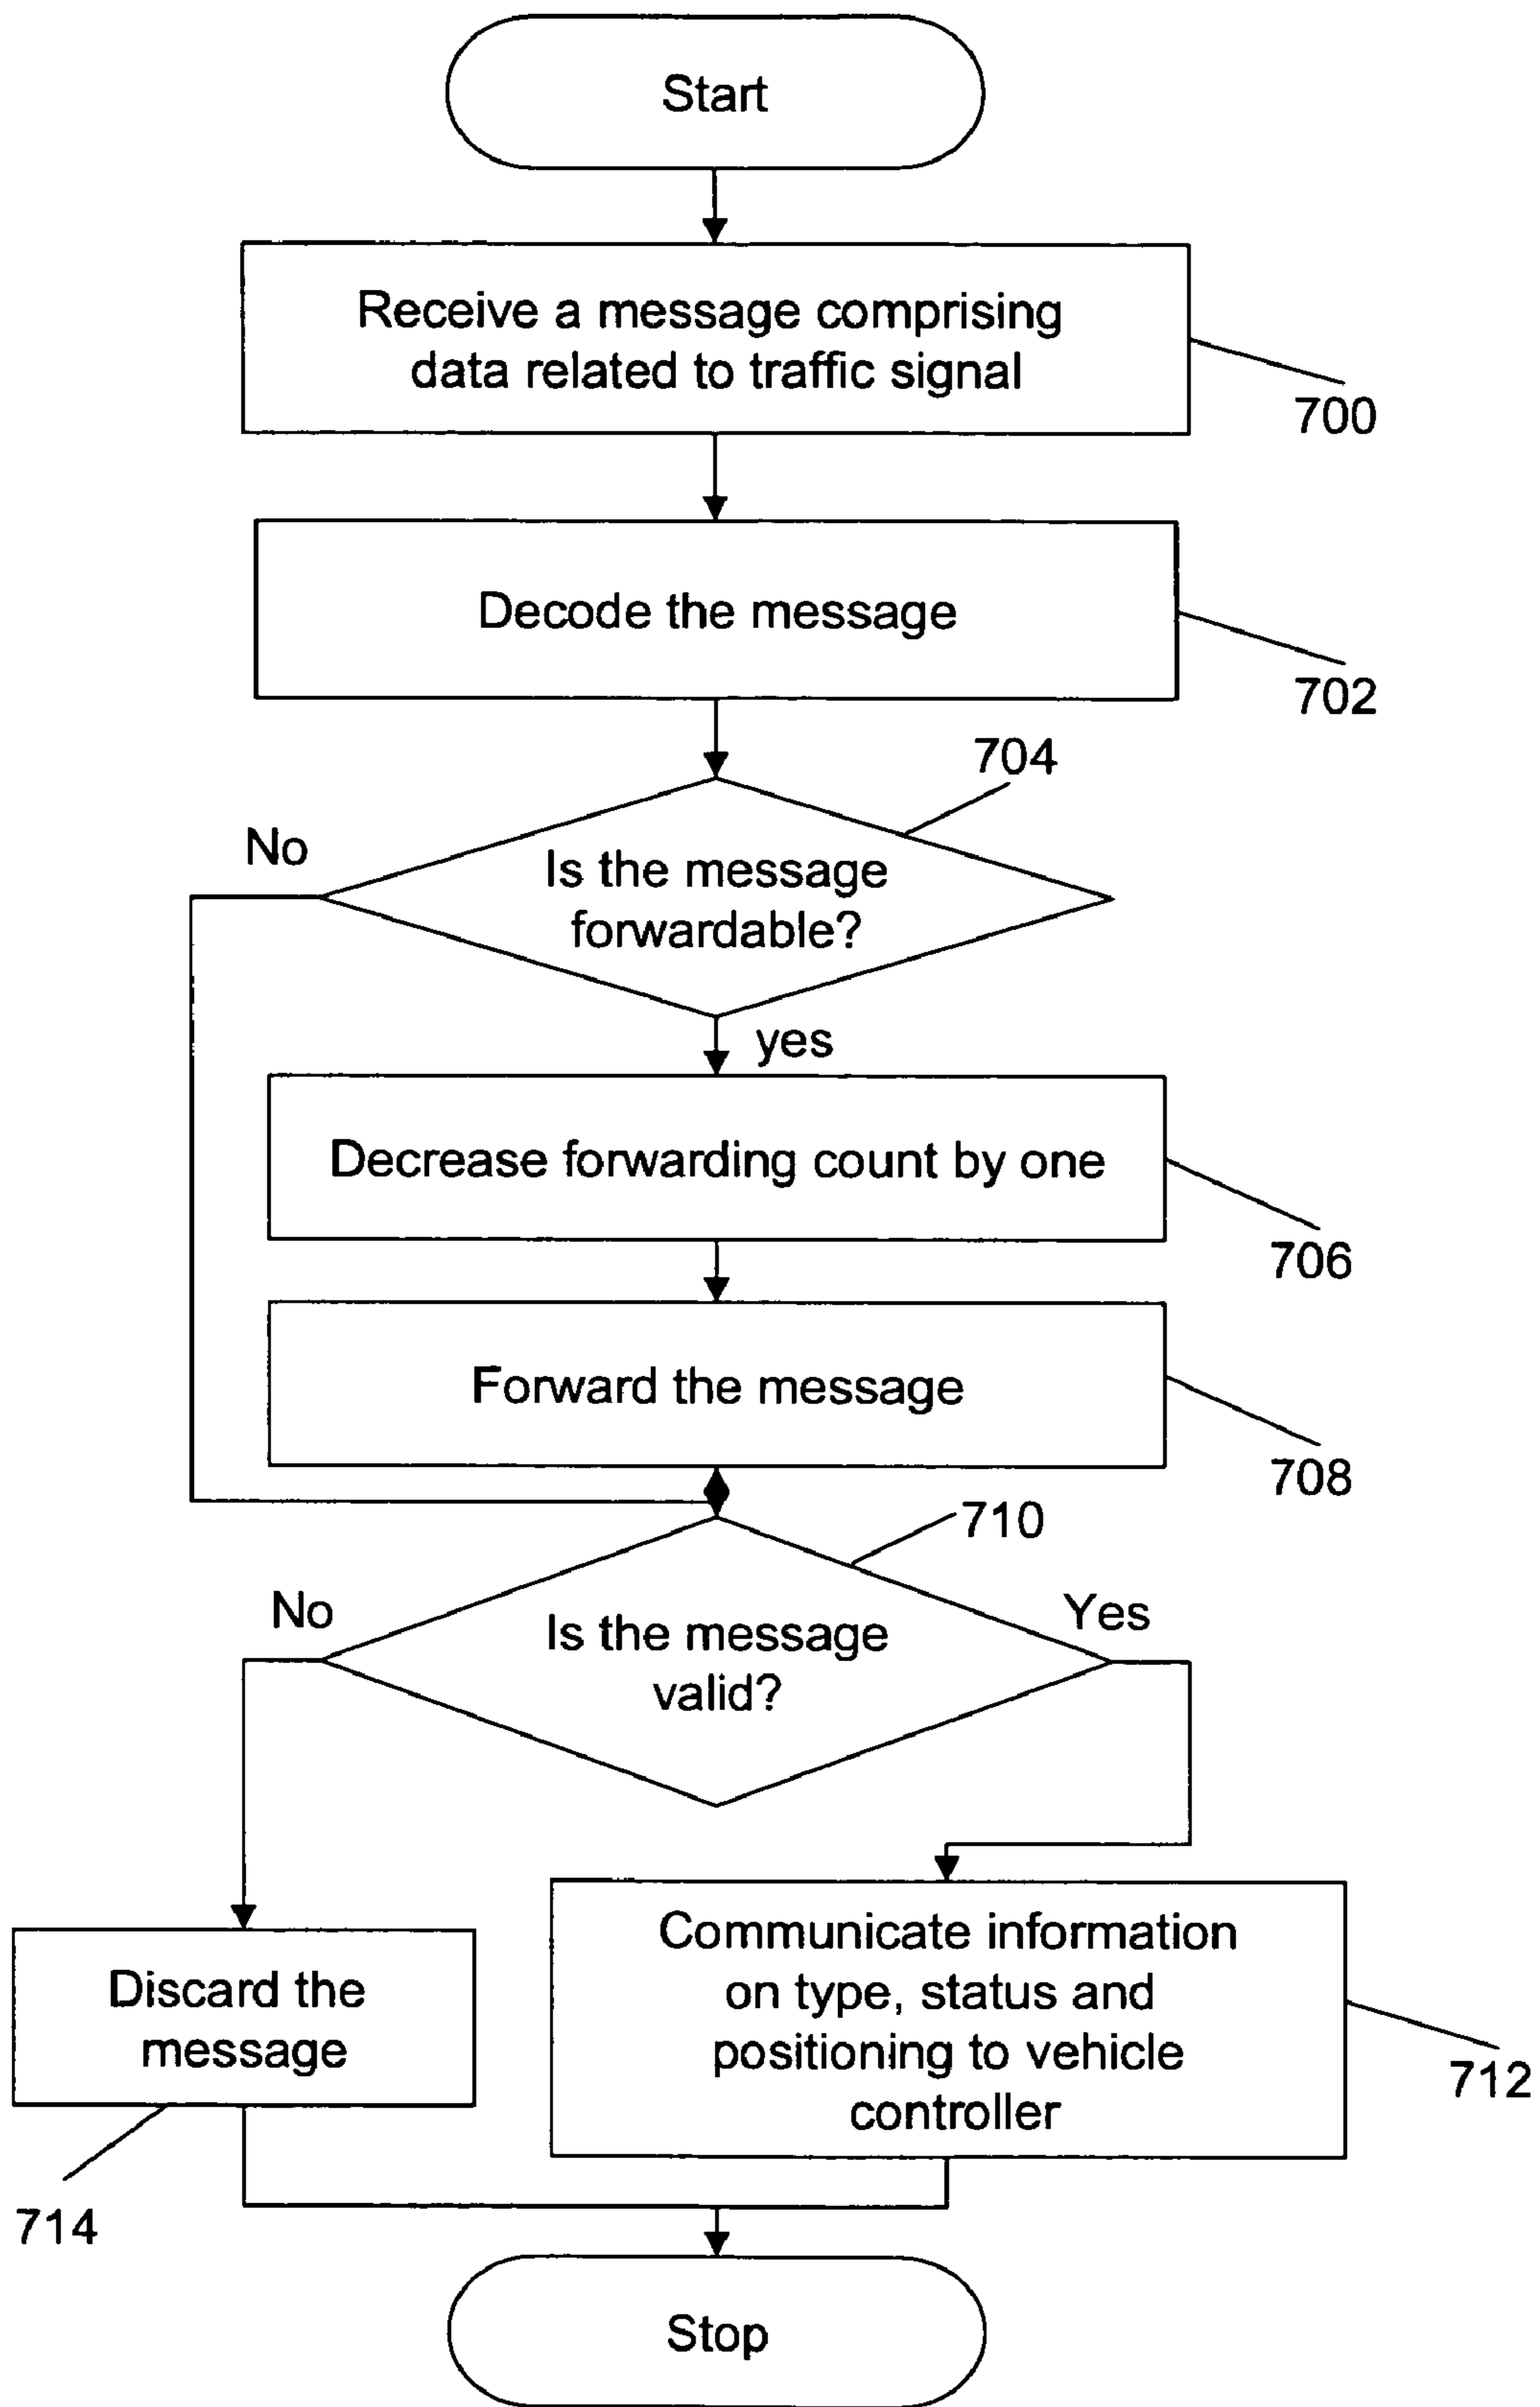 Start
Receive a message comprising
data related to traffic signal
700
Decode the message
702
704
No
Is the message
forwardable?
yes
Decrease forwarding count by one
706
Forward the message
708
710
No
Yes
Is the message
valid?
Discard the
message
714
Communicate information
on type, status and
positioning to vehicle
controller
712
Stop